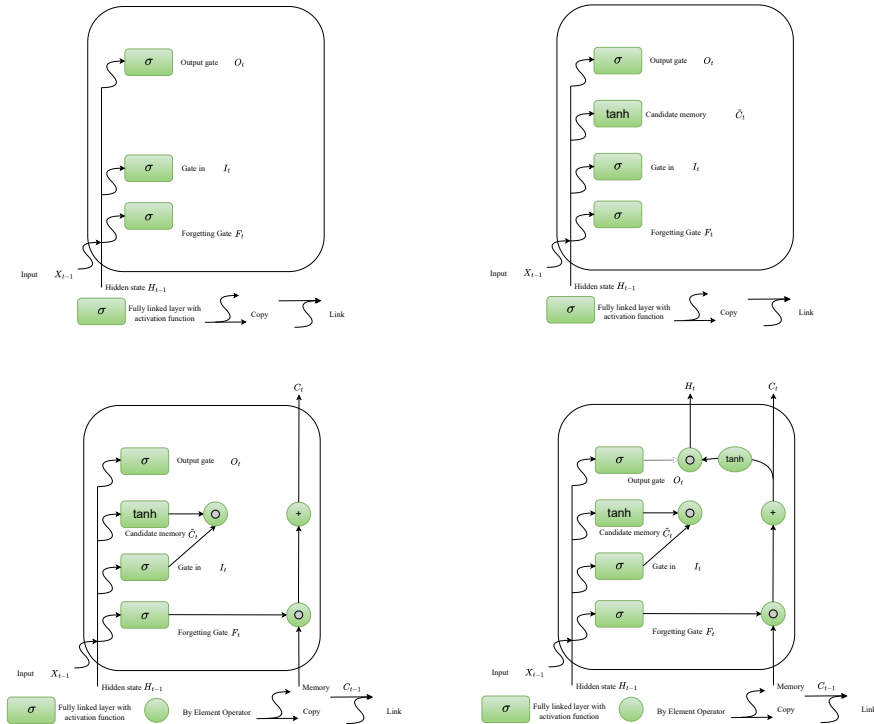 σ Output gate O_t
σ Gate in I_t
σ
Forgetting Gate F_t
Input X_{t-1}
Hidden state H_{t-1}
σ Fully linked layer with
activation function
Copy
Link
σ Output gate O_t
tanh Candidate memory C̃_t
σ Gate in I_t
σ
Forgetting Gate F_t
Input X_{t-1}
Hidden state H_{t-1}
σ Fully linked layer with
activation function
Copy
Link
C_t
σ Output gate O_t
tanh +
Candidate memory C̃_t
σ Gate in I_t
σ
Forgetting Gate F_t
Input X_{t-1}
Hidden state H_{t-1}
Memory C_{t-1}
σ Fully linked layer with
activation function
By Element Operator
Copy
Link
H_t C_t
σ tanh
Output gate O_t
tanh +
Candidate memory C̃_t
σ Gate in I_t
σ
Forgetting Gate F_t
Input X_{t-1}
Hidden state H_{t-1}
Memory C_{t-1}
σ Fully linked layer with
activation function
By Element Operator
Copy
Link